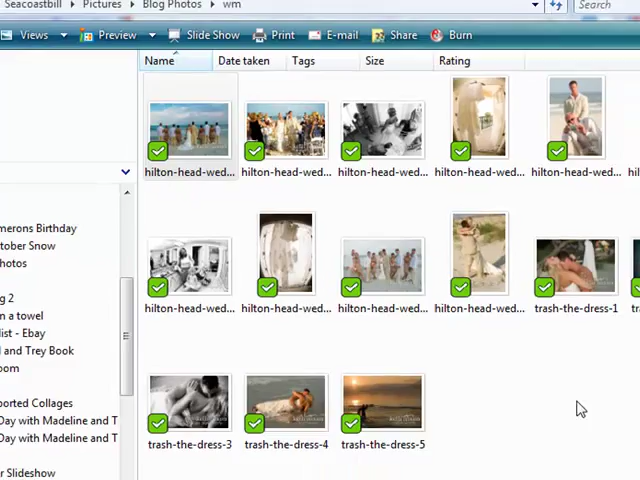 Seacoastbill ▸ Pictures ▸ Blog Photos ▸ wm
Search
Views Preview Slide Show Print E-mail Share Burn
Name Date taken Tags Size Rating
hilton-head-wed... hilton-head-wed... hilton-head-wed... hilton-head-wed... hilton-head-wed...
merons Birthday
tober Snow
hotos
g 2
n a towel
list - Ebay
l and Trey Book
oom
ported Collages
Day with Madeline and T
Day with Madeline and T
r Slideshow
hilton-head-wed... hilton-head-wed... hilton-head-wed... hilton-head-wed... trash-the-dress-1
trash-the-dress-3 trash-the-dress-4 trash-the-dress-5